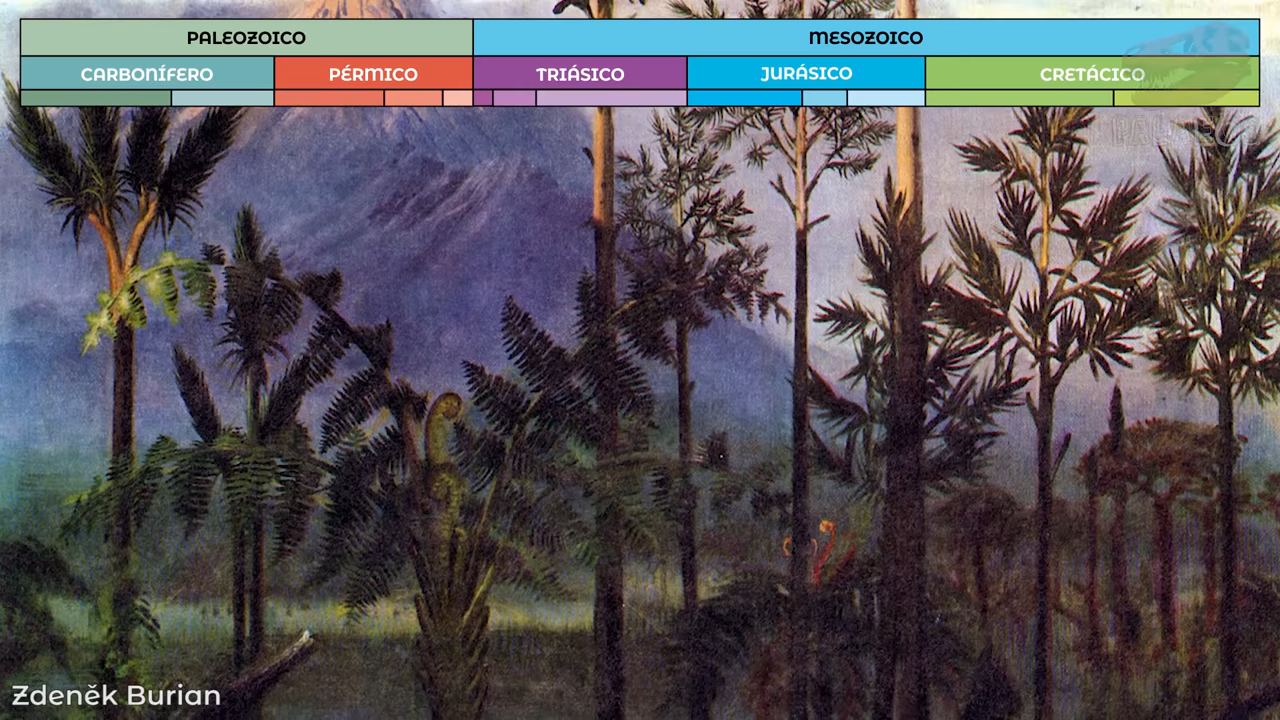 PALEOZOICO MESOZOICO
CARBONÍFERO PÉRMICO TRIÁSICO JURÁSICO CRETÁCICO
Zdeněk Burian